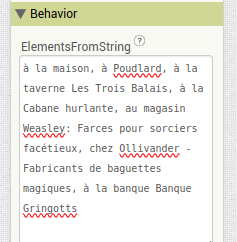 Behavior
ElementsFromString ?
à la maison, à Poudlard, à la
taverne Les Trois Balais, à la
Cabane hurlante, au magasin
Weasley: Farces pour sorciers
facétieux, chez Ollivander -
Fabricants de baguettes
magiques, à la banque Banque
Gringotts